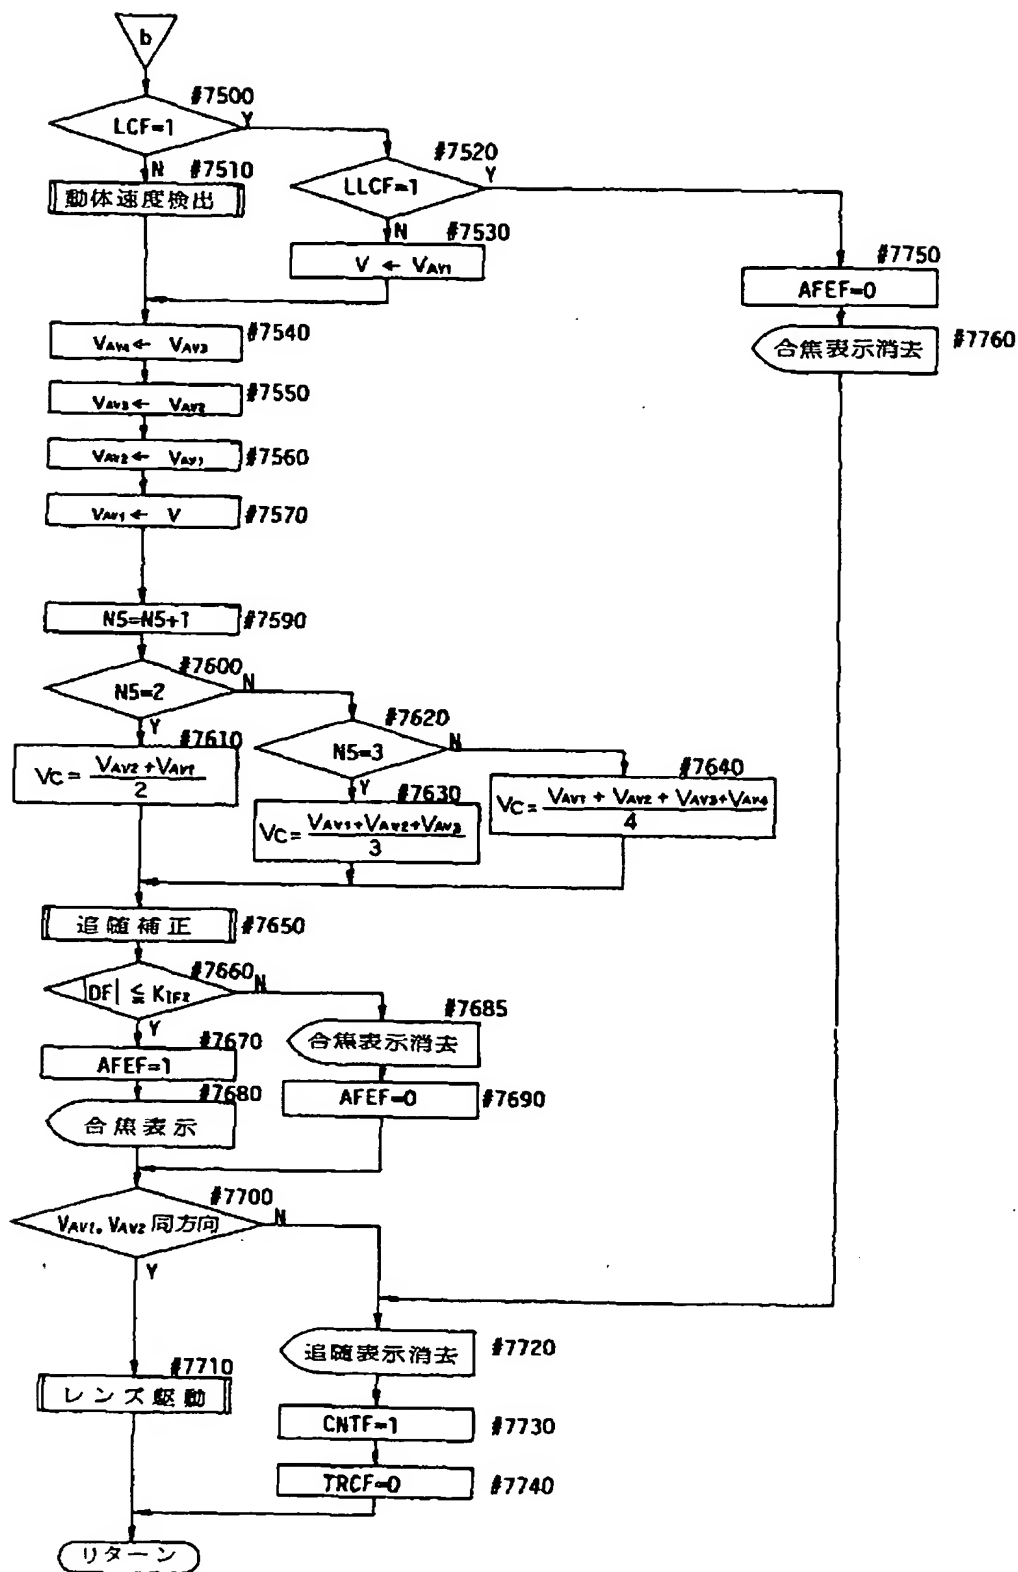 b
#7500
LCF=1
Y
N
#7510
動体速度検出
#7520
LLCF=1
Y
N
#7530
V ← VAV1
#7750
AFEF=0
合焦表示消去
#7760
VAV4← VAV3
#7540
VAV3← VAV2
#7550
VAV2← VAV1
#7560
VAV1← V
#7570
N5=N5+1
#7590
#7600
N5=2
N
Y
#7610
VC= VAV2+VAV1 / 2
#7620
N5=3
N
Y
#7630
VC= VAV1+VAV2+VAV3 / 3
#7640
VC= VAV1+VAV2+VAV3+VAV4 / 4
追随補正
#7650
#7660
|DF| ≦ KIF2
N
Y
#7670
AFEF=1
#7680
合焦表示
#7685
合焦表示消去
AFEF=0
#7690
#7700
VAV1。VAV2 同方向
N
Y
#7710
レンズ駆動
追随表示消去
#7720
CNTF=1
#7730
TRCF=0
#7740
リターン